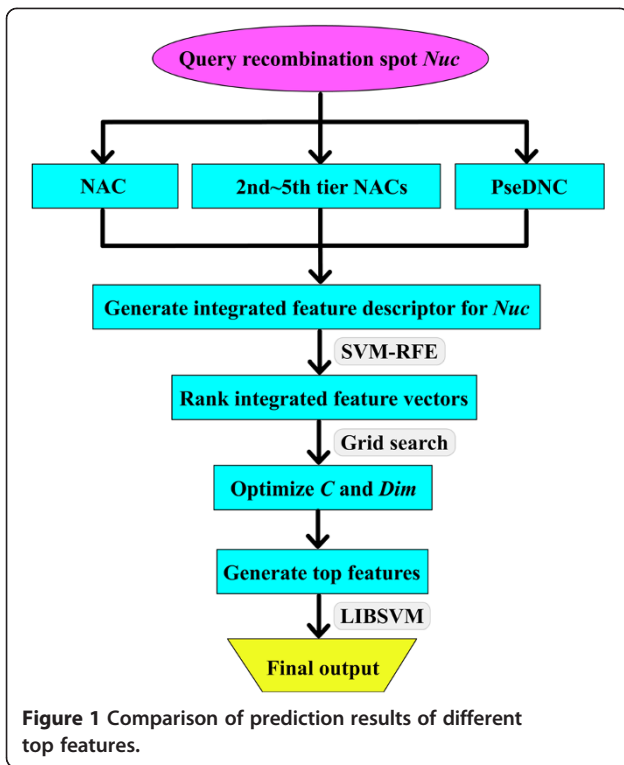 Query recombination spot Nuc
NAC
2nd~5th tier NACs
PseDNC
Generate integrated feature descriptor for Nuc
SVM-RFE
Rank integrated feature vectors
Grid search
Optimize C and Dim
Generate top features
LIBSVM
Final output
Figure 1 Comparison of prediction results of different
top features.